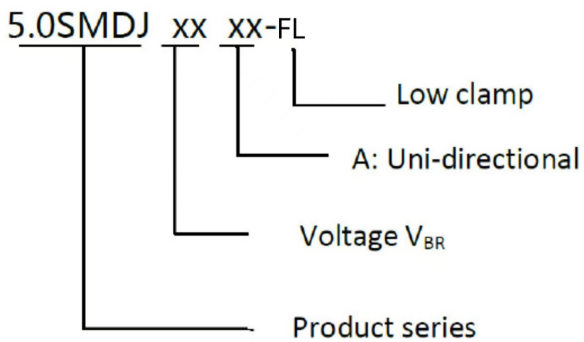 5.0SMDJ xx xx-FL
Low clamp
A: Uni-directional
Voltage VBR
Product series